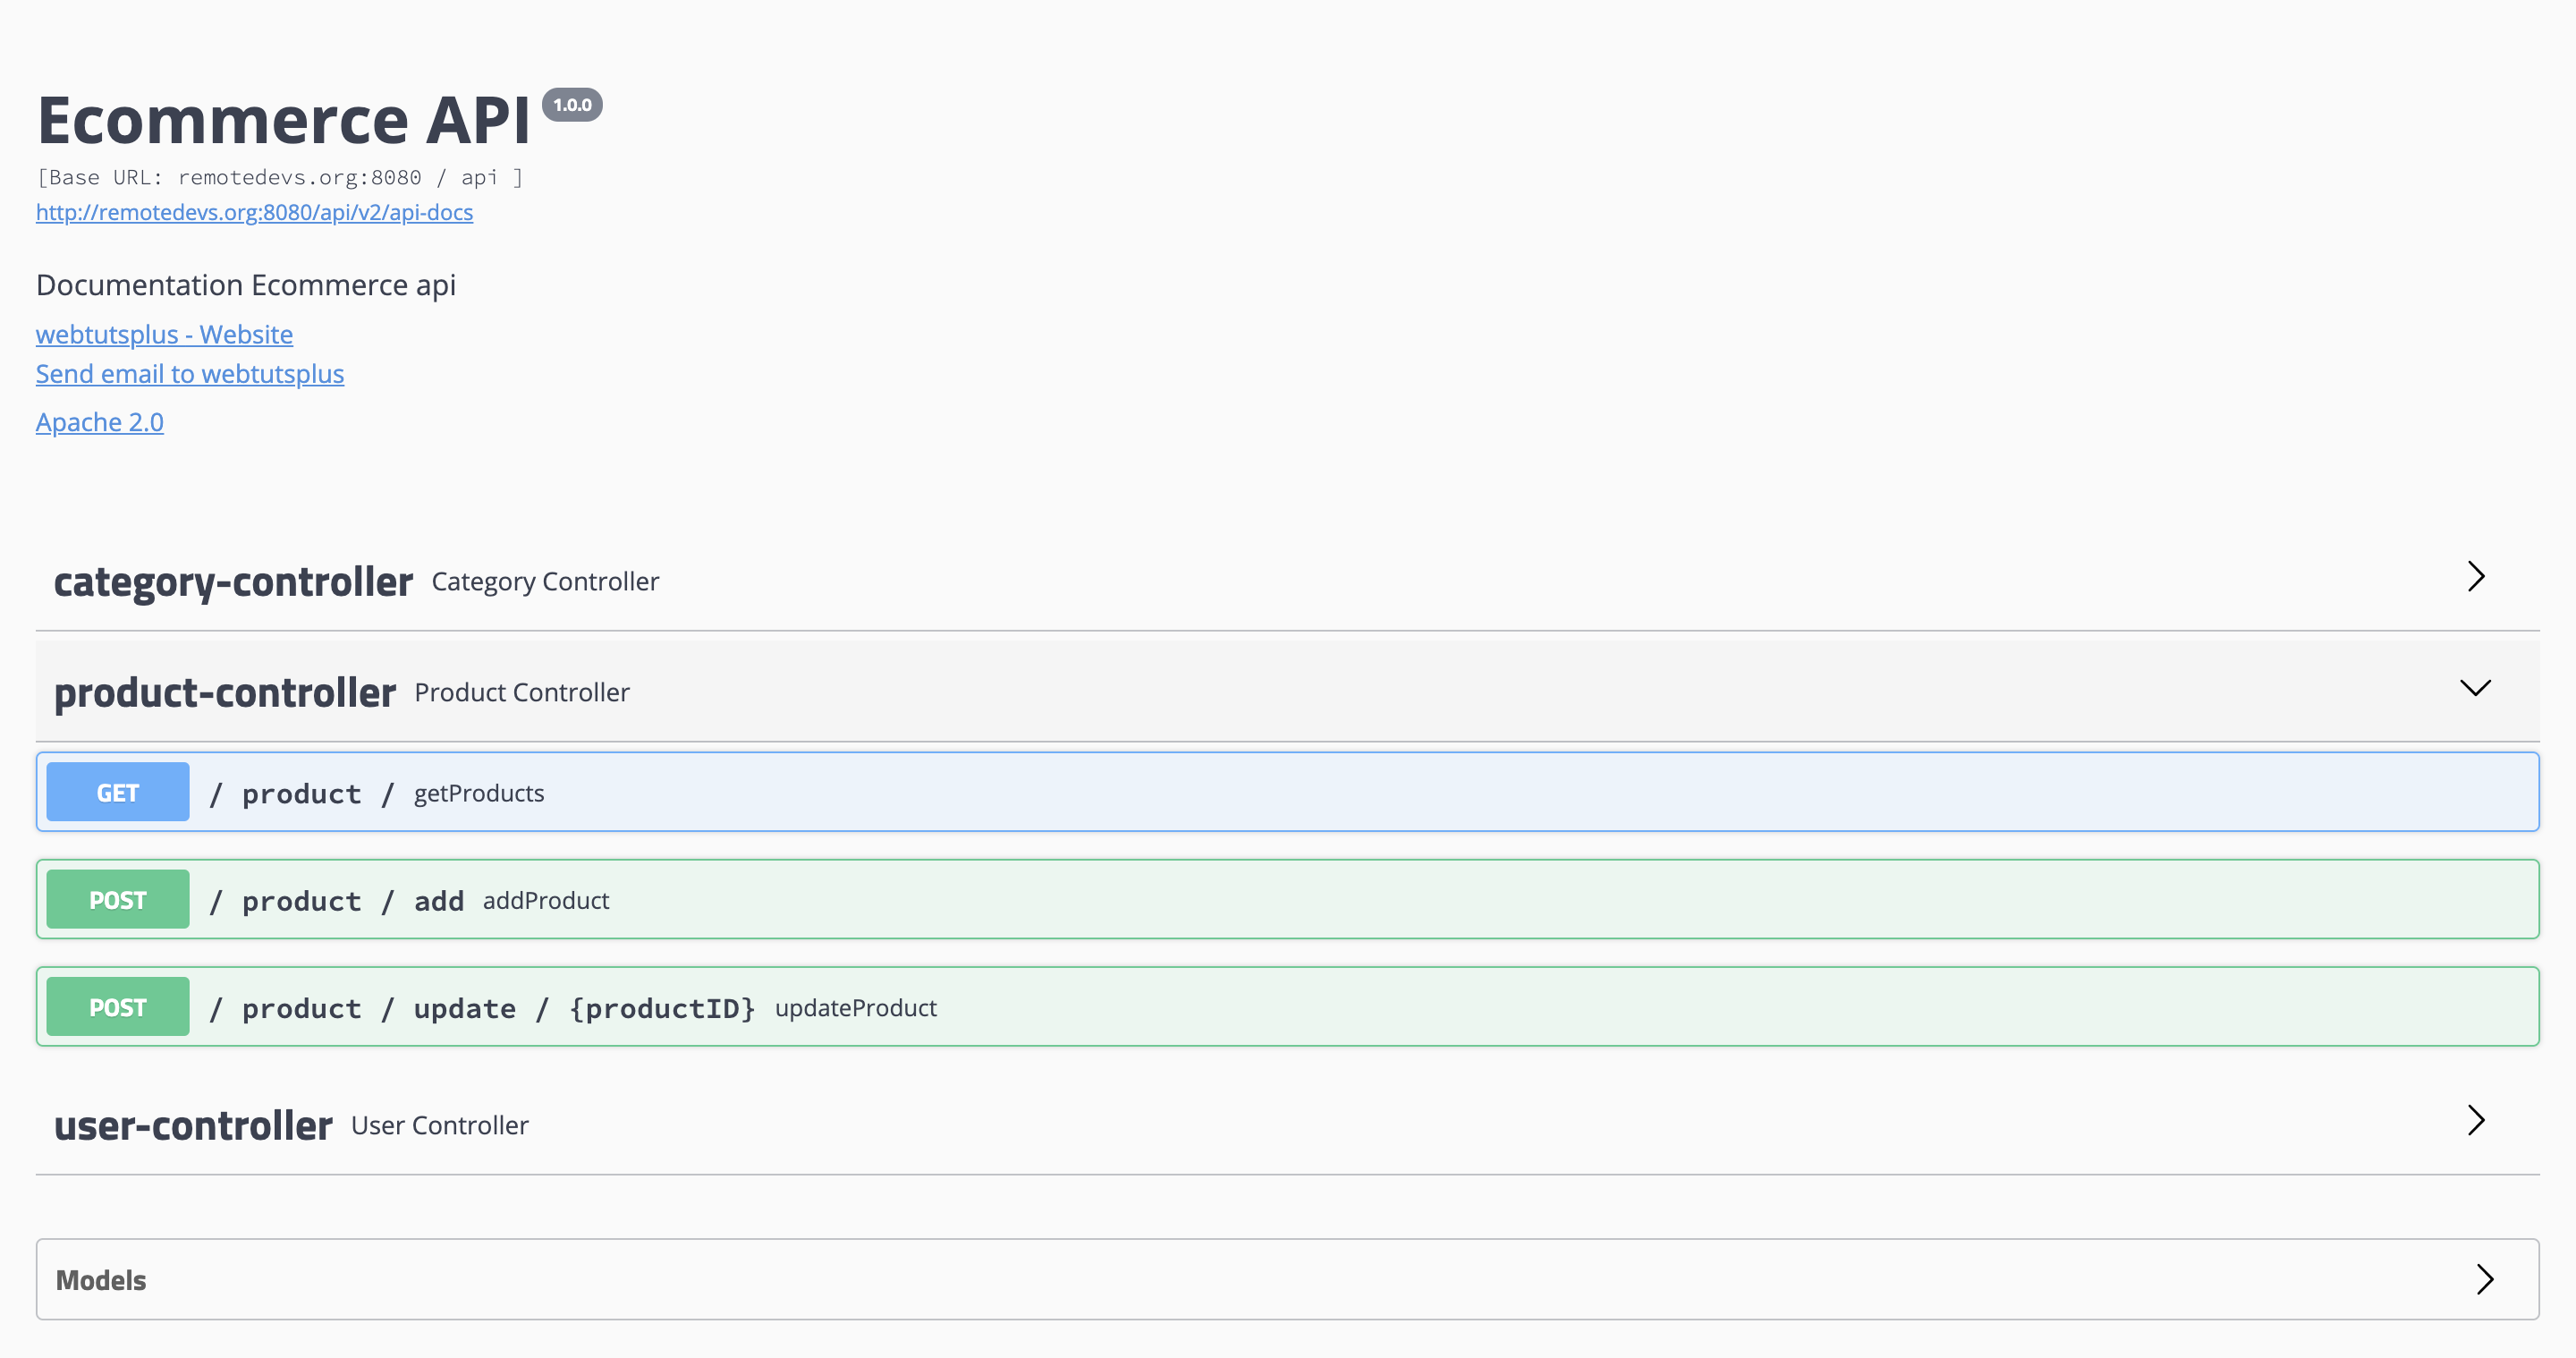 Ecommerce API 1.0.0
[Base URL: remotedevs.org:8080 / api ]
http://remotedevs.org:8080/api/v2/api-docs
Documentation Ecommerce api
webtutsplus - Website
Send email to webtutsplus
Apache 2.0
category-controller Category Controller
product-controller Product Controller
GET / product / getProducts
POST / product / add addProduct
POST / product / update / {productID} updateProduct
user-controller User Controller
Models